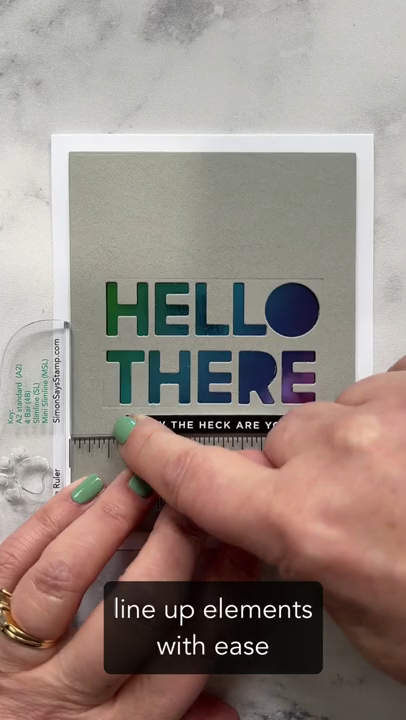 HELLO
THERE
THE HECK ARE
Key:
A2 standard (A2)
4 Bar (4B)
Slimline (SL)
Mini Slimline (MSL)
SimonSaysStamp.com
Ruler
line up elements
with ease